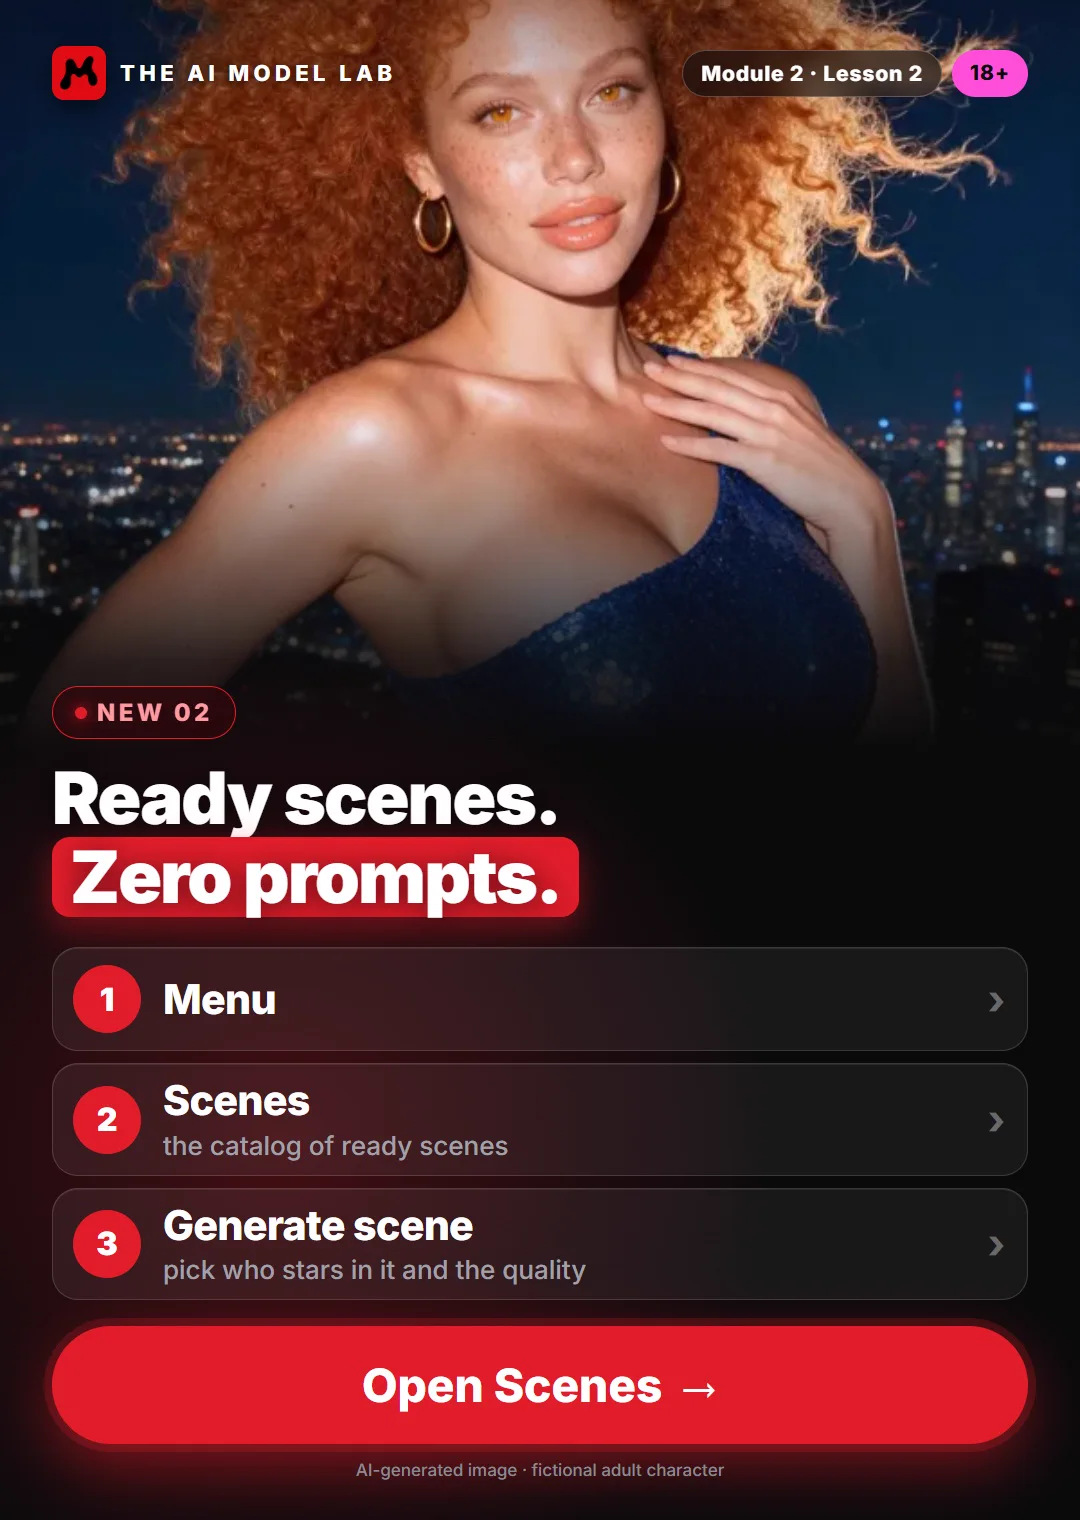 THE AI MODEL LAB
Module 2 · Lesson 2
18+
NEW 02
Ready scenes.
Zero prompts.
1
Menu
›
2
Scenes
the catalog of ready scenes
›
3
Generate scene
pick who stars in it and the quality
›
Open Scenes →
AI-generated image · fictional adult character